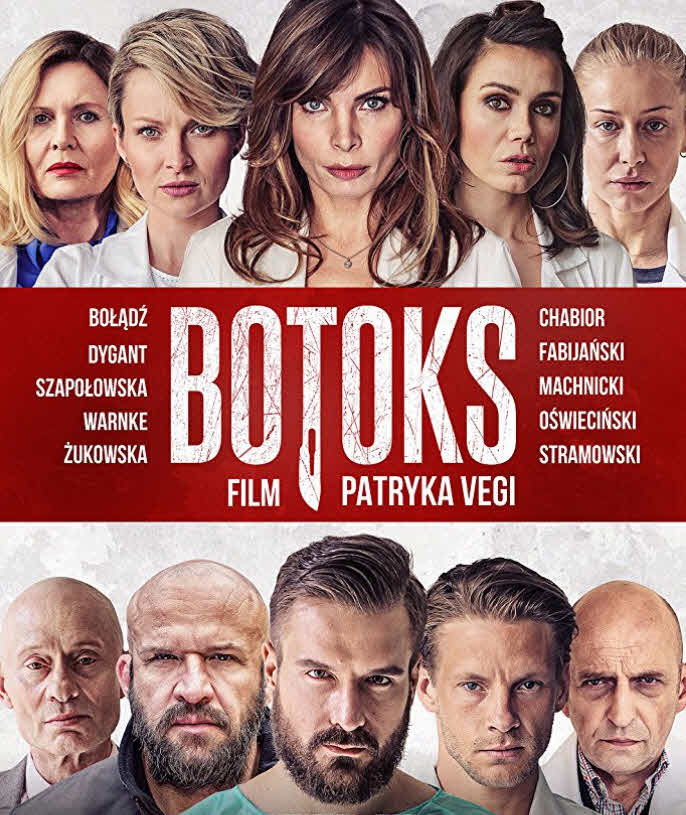 BOŁĄDŹ
DYGANT
SZAPOŁOWSKA
WARNKE
ŻUKOWSKA
BOTOKS
FILM PATRYKA VEGI
CHABIOR
FABIJAŃSKI
MACHNICKI
OŚWIECIŃSKI
STRAMOWSKI